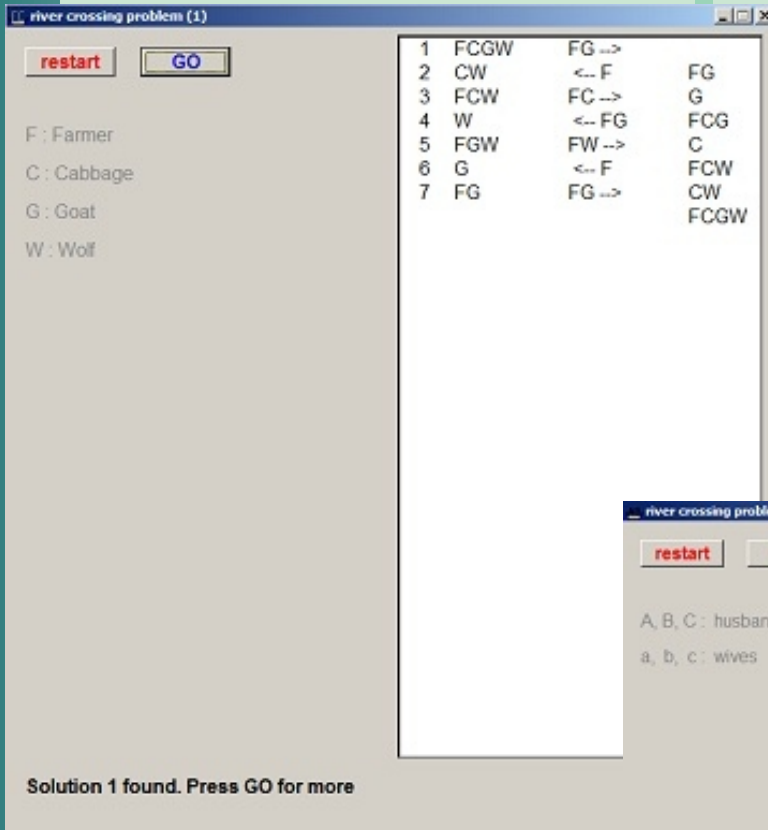 river crossing problem (1)
restart GO
F : Farmer
C : Cabbage
G : Goat
W : Wolf
1 FCGW FG -->
2 CW <-- F FG
3 FCW FC --> G
4 W <-- FG FCG
5 FGW FW --> C
6 G <-- F FCW
7 FG FG --> CW
FCGW
Solution 1 found. Press GO for more
river crossing proble
restart
A, B, C : husban
a, b, c : wives